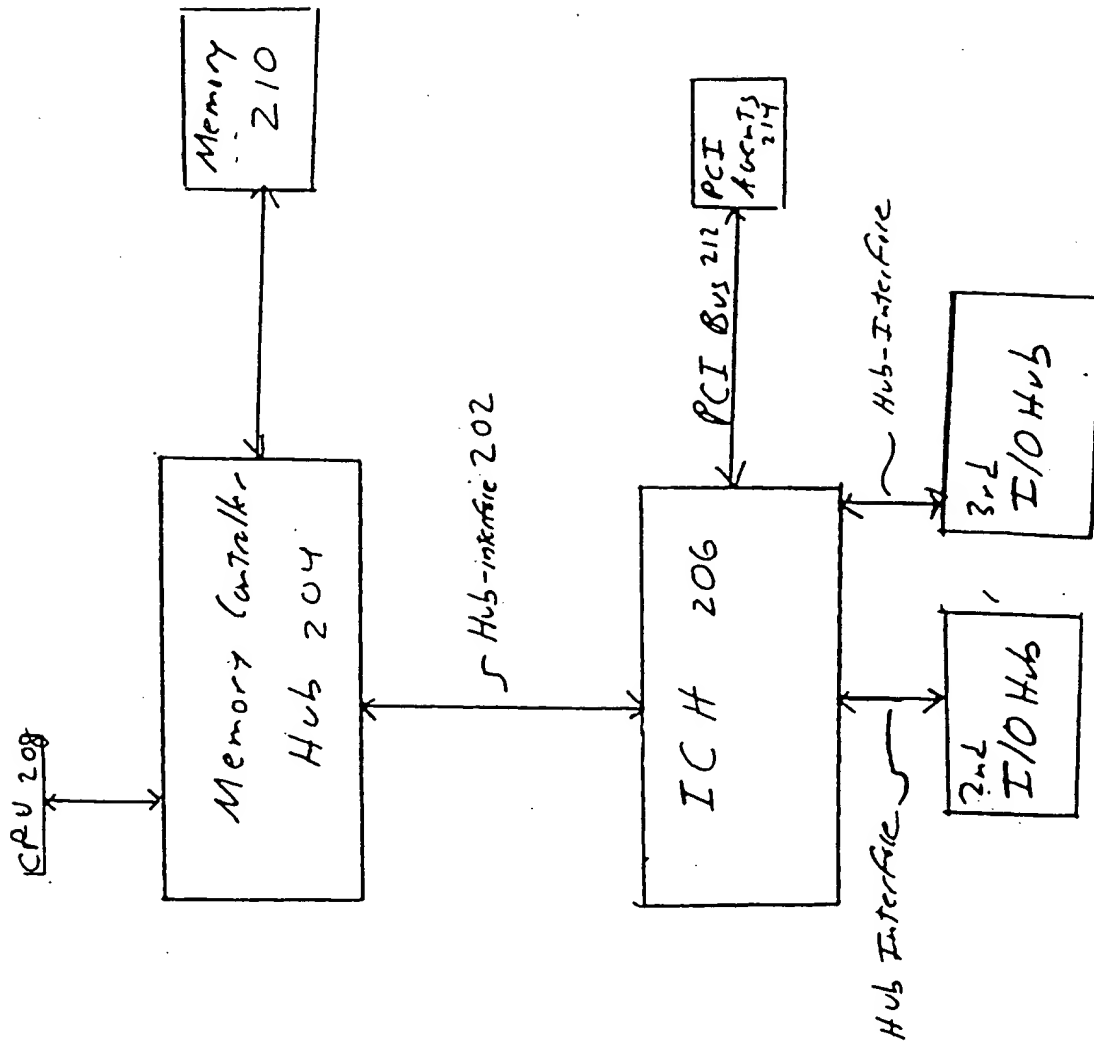 CPU 208
Memory Controller
Hub 204
Memory
210
Hub-interface 202
ICH 206
PCI Bus 212
PCI
Agents
214
Hub Interface
Hub-Interface
2nd
I/O Hub
3rd
I/O Hub